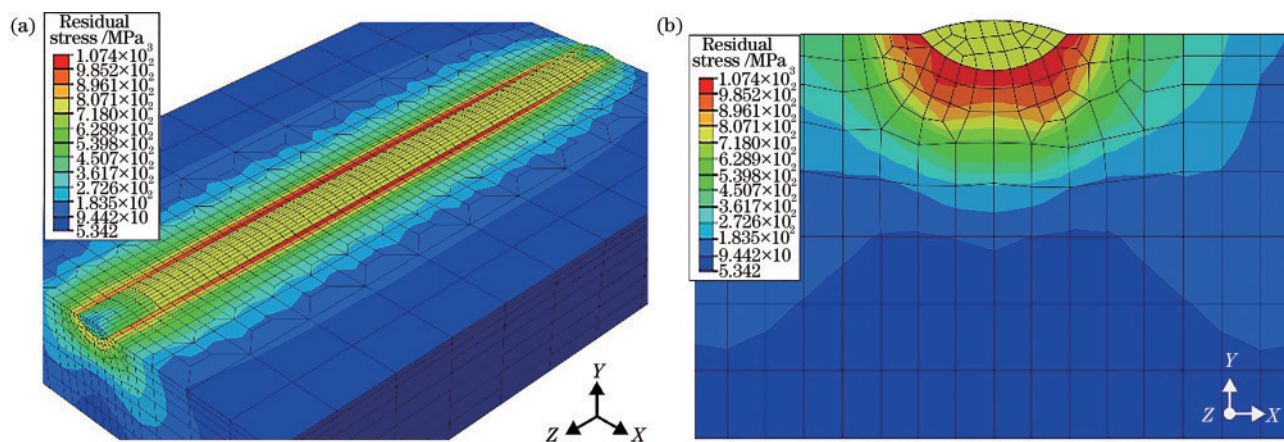 (a)
Residual
stress /MPa
1.074×10³
9.852×10²
8.961×10²
8.071×10²
7.180×10²
6.289×10²
5.398×10²
4.507×10²
3.617×10²
2.726×10²
1.835×10²
9.442×10
5.342
Y
Z
X
(b)
Residual
stress /MPa
1.074×10³
9.852×10²
8.961×10²
8.071×10²
7.180×10²
6.289×10²
5.398×10²
4.507×10²
3.617×10²
2.726×10²
1.835×10²
9.442×10
5.342
Y
Z
X